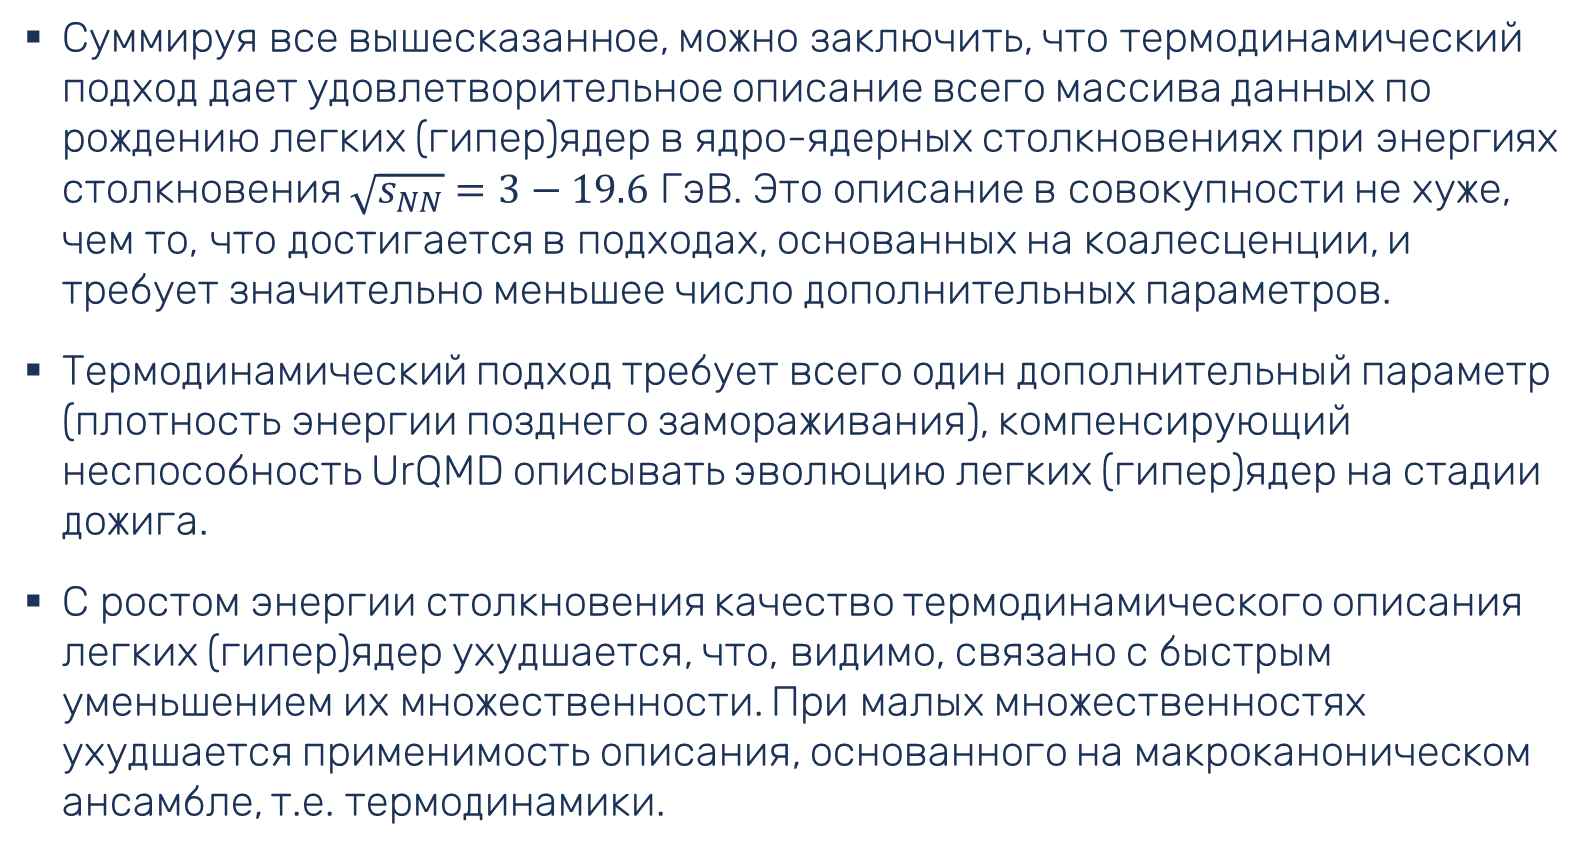 ▪ Суммируя все вышесказанное, можно заключить, что термодинамический
подход дает удовлетворительное описание всего массива данных по
рождению легких (гипер)ядер в ядро-ядерных столкновениях при энергиях
столкновения √s_NN = 3 − 19.6 ГэВ. Это описание в совокупности не хуже,
чем то, что достигается в подходах, основанных на коалесценции, и
требует значительно меньшее число дополнительных параметров.
▪ Термодинамический подход требует всего один дополнительный параметр
(плотность энергии позднего замораживания), компенсирующий
неспособность UrQMD описывать эволюцию легких (гипер)ядер на стадии
дожига.
▪ С ростом энергии столкновения качество термодинамического описания
легких (гипер)ядер ухудшается, что, видимо, связано с быстрым
уменьшением их множественности. При малых множественностях
ухудшается применимость описания, основанного на макроканоническом
ансамбле, т.е. термодинамики.